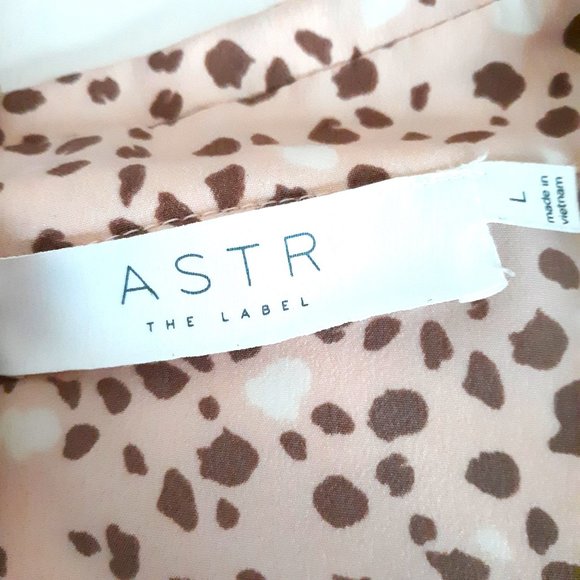 ASTR
THE LABEL
L
made in
vietnam